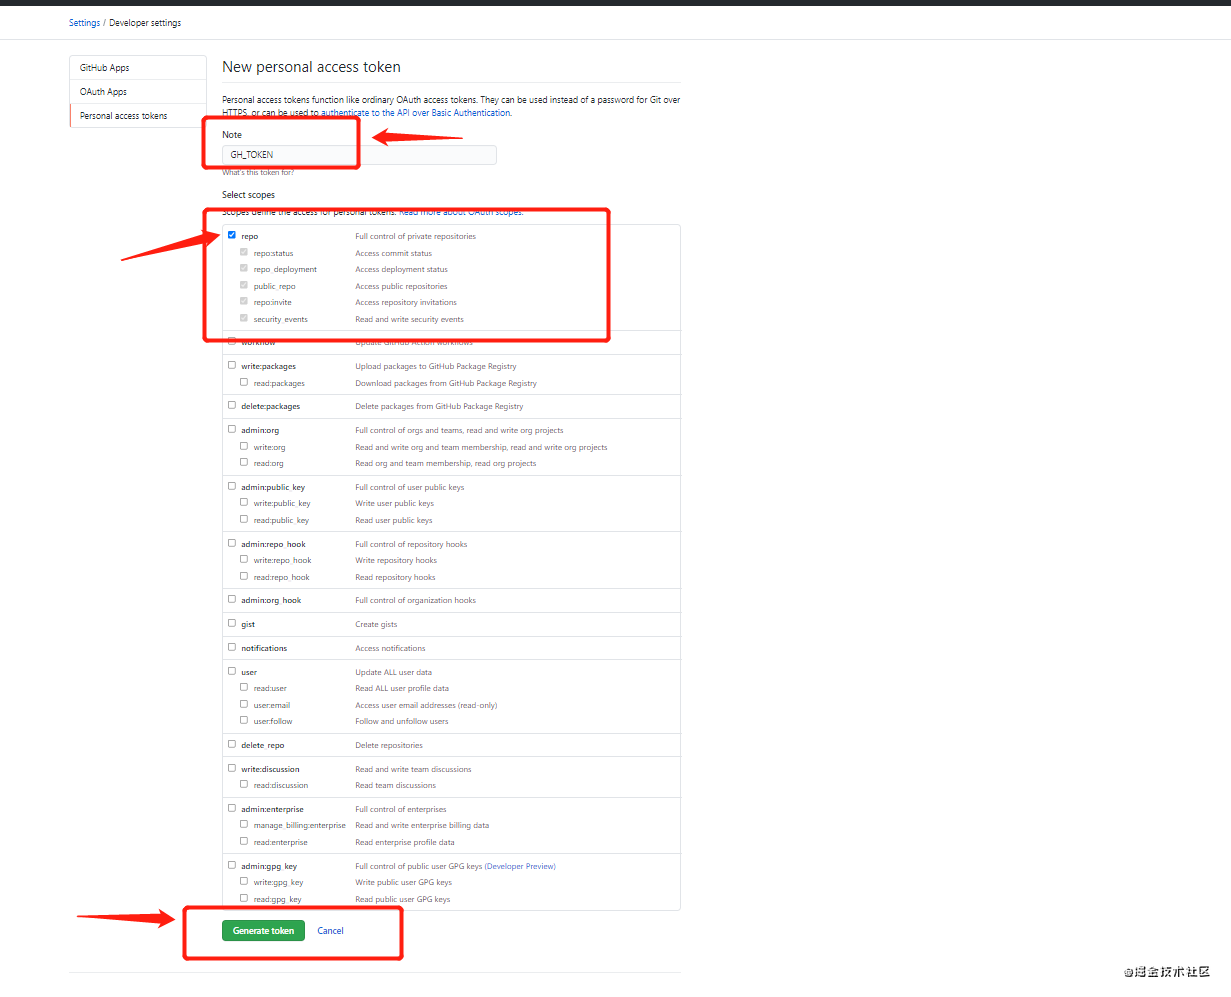 Settings / Developer settings
GitHub Apps
OAuth Apps
Personal access tokens
New personal access token
Personal access tokens function like ordinary OAuth access tokens. They can be used instead of a password for Git over
HTTPS, or can be used to authenticate to the API over Basic Authentication.
Note
GH_TOKEN
What's this token for?
Select scopes
Scopes define the access for personal tokens. Read more about OAuth scopes.
repo Full control of private repositories
repo:status Access commit status
repo_deployment Access deployment status
public_repo Access public repositories
repo:invite Access repository invitations
security_events Read and write security events
workflow Update GitHub Action workflows
write:packages Upload packages to GitHub Package Registry
read:packages Download packages from GitHub Package Registry
delete:packages Delete packages from GitHub Package Registry
admin:org Full control of orgs and teams, read and write org projects
write:org Read and write org and team membership, read and write org projects
read:org Read org and team membership, read org projects
admin:public_key Full control of user public keys
write:public_key Write user public keys
read:public_key Read user public keys
admin:repo_hook Full control of repository hooks
write:repo_hook Write repository hooks
read:repo_hook Read repository hooks
admin:org_hook Full control of organization hooks
gist Create gists
notifications Access notifications
user Update ALL user data
read:user Read ALL user profile data
user:email Access user email addresses (read-only)
user:follow Follow and unfollow users
delete_repo Delete repositories
write:discussion Read and write team discussions
read:discussion Read team discussions
admin:enterprise Full control of enterprises
manage_billing:enterprise Read and write enterprise billing data
read:enterprise Read enterprise profile data
admin:gpg_key Full control of public user GPG keys (Developer Preview)
write:gpg_key Write public user GPG keys
read:gpg_key Read public user GPG keys
Generate token Cancel
@掘金技术社区